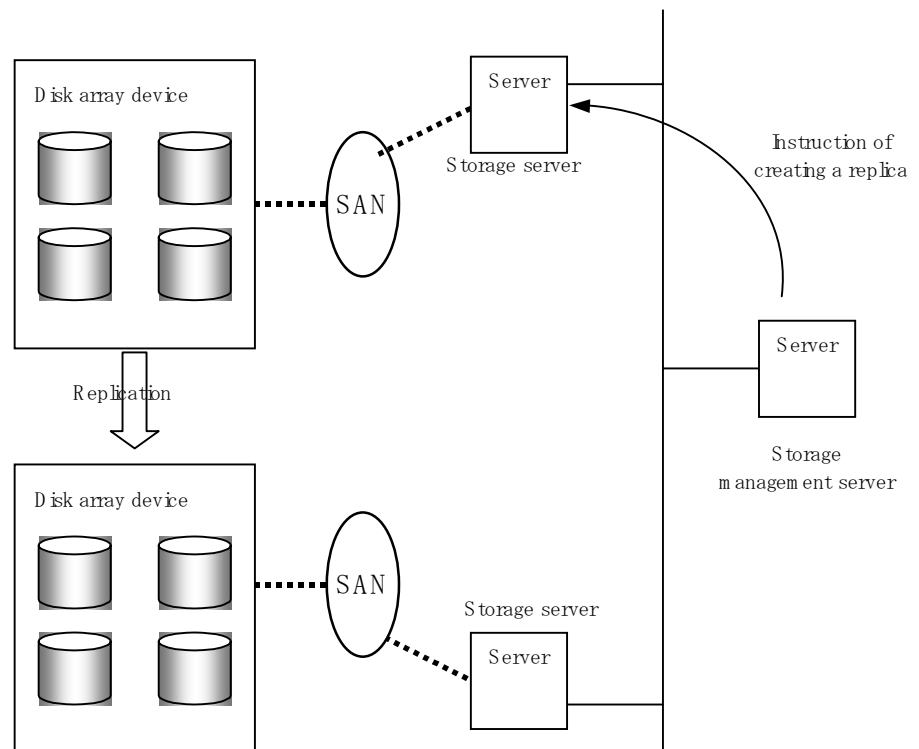 Disk array device
Server
Storage server
SAN
Instruction of
creating a replica
Replication
Server
Storage
management server
Disk array device
SAN
Storage server
Server